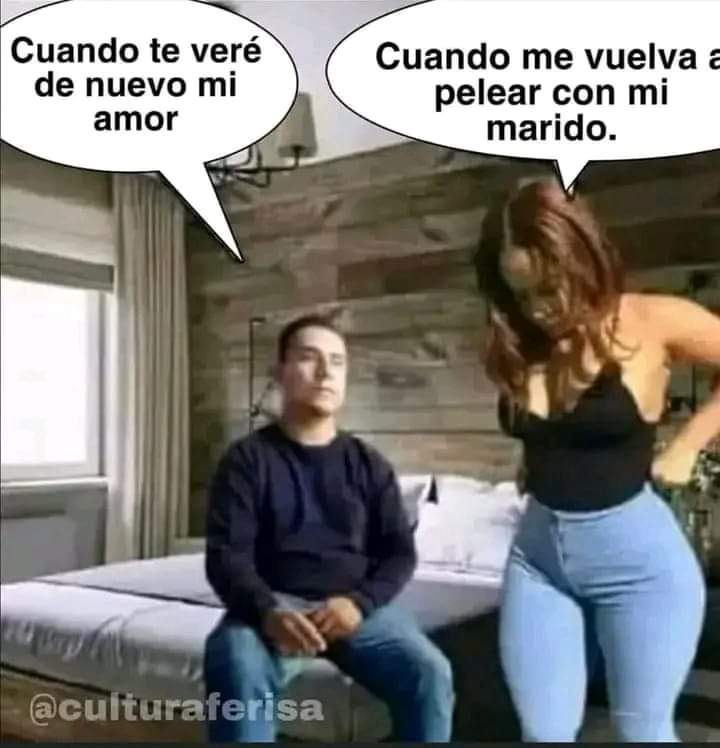 Cuando te veré
de nuevo mi
amor
Cuando me vuelva a
pelear con mi
marido.
@culturaferisa